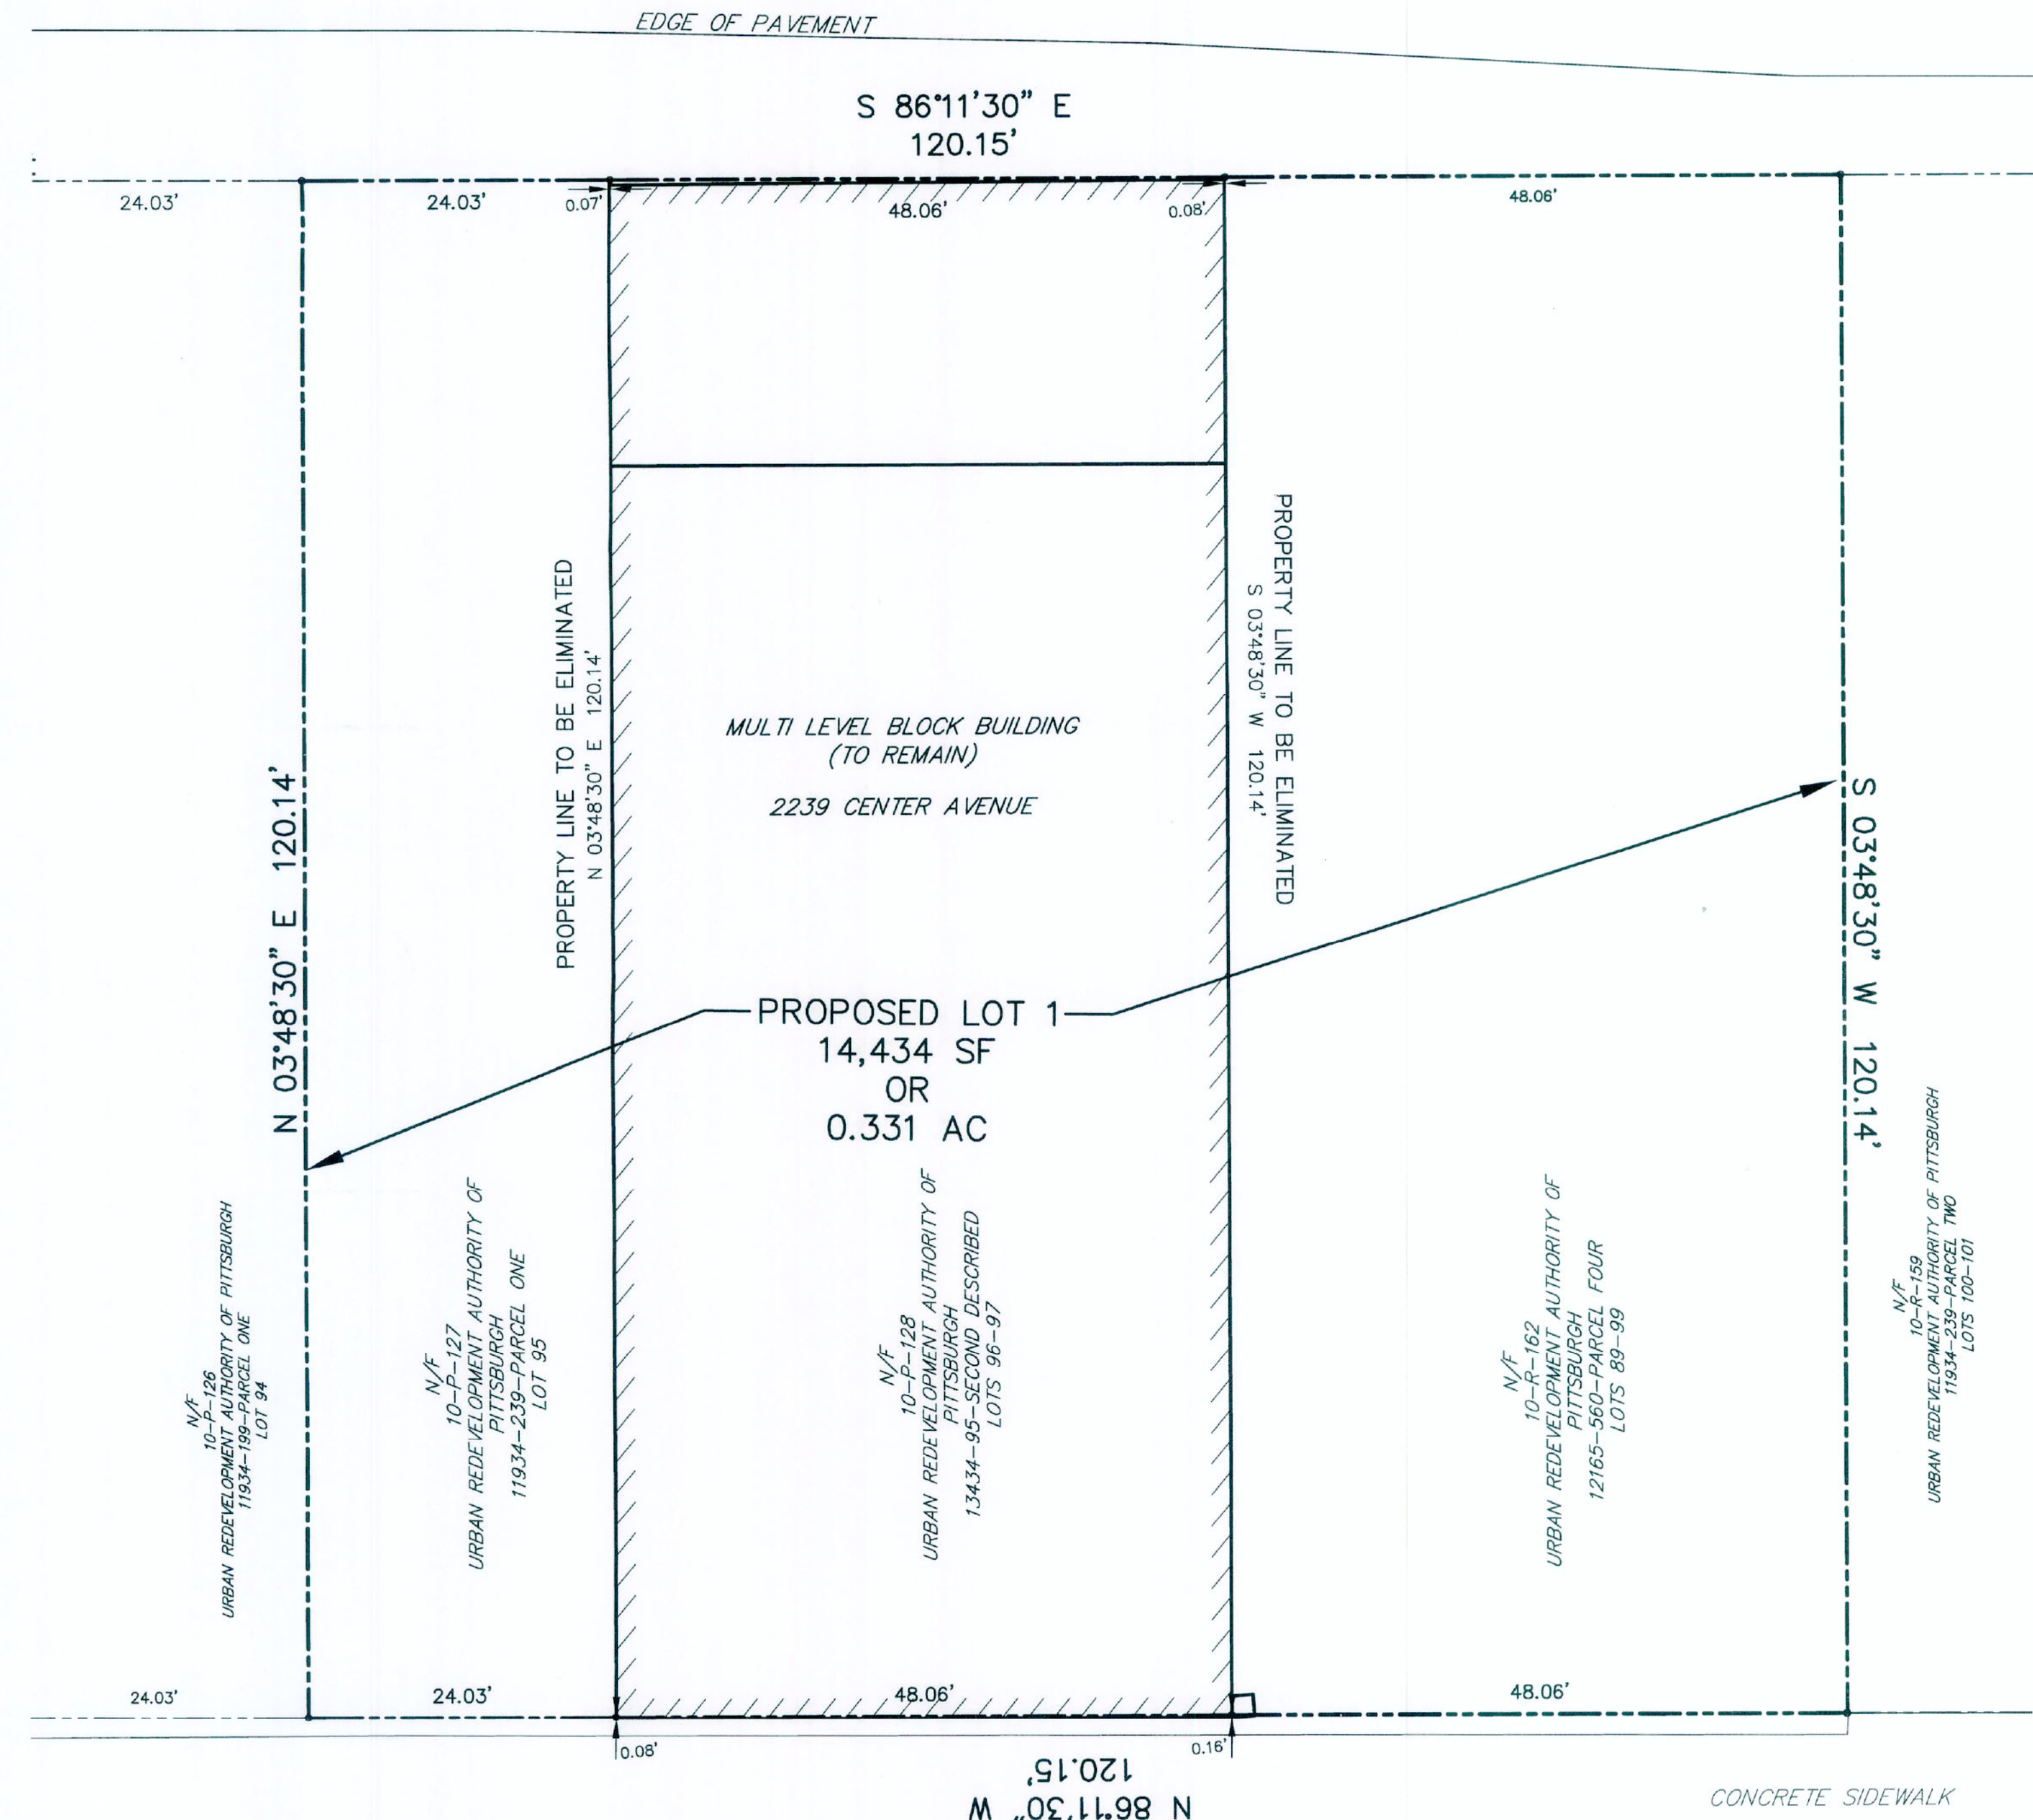 EDGE OF PAVEMENT
S 86°11'30" E
120.15'
24.03'
24.03'
0.07'
48.06'
0.08'
48.06'
PROPERTY LINE TO BE ELIMINATED
N 03°48'30" E 120.14'
PROPERTY LINE TO BE ELIMINATED
S 03°48'30" W 120.14'
MULTI LEVEL BLOCK BUILDING
(TO REMAIN)
2239 CENTER AVENUE
N 03°48'30" E 120.14'
S 03°48'30" W 120.14'
PROPOSED LOT 1
14,434 SF
OR
0.331 AC
N/F
10-P-126
URBAN REDEVELOPMENT AUTHORITY OF PITTSBURGH
11934-199-PARCEL ONE
LOT 94
N/F
10-P-127
URBAN REDEVELOPMENT AUTHORITY OF
PITTSBURGH
11934-239-PARCEL ONE
LOT 95
N/F
10-P-128
URBAN REDEVELOPMENT AUTHORITY OF
PITTSBURGH
13434-95-SECOND DESCRIBED
LOTS 96-97
N/F
10-R-162
URBAN REDEVELOPMENT AUTHORITY OF
PITTSBURGH
12165-560-PARCEL FOUR
LOTS 89-99
N/F
10-R-159
URBAN REDEVELOPMENT AUTHORITY OF PITTSBURGH
11934-239-PARCEL TWO
LOTS 100-101
24.03'
24.03'
48.06'
48.06'
0.08'
0.16'
N 86°11'30" W
120.15'
CONCRETE SIDEWALK